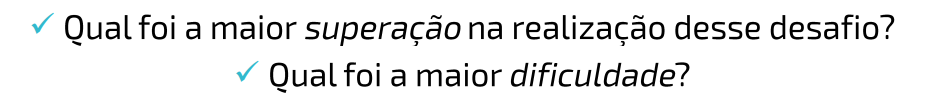 ✓ Qual foi a maior superação na realização desse desafio?
✓ Qual foi a maior dificuldade?